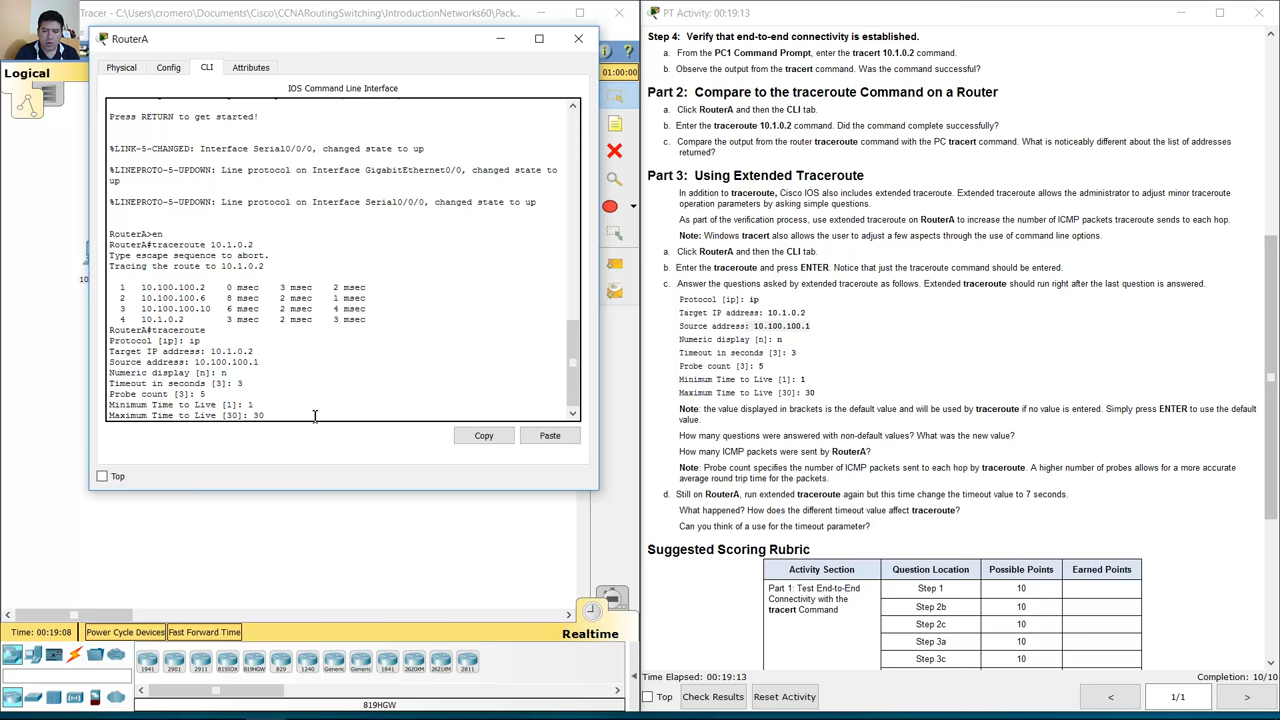 Tracer - C:\Users\cromero\Documents\Cisco\CCNARoutingSwitching\IntroductionNetworks60\Pack...
PT Activity: 00:19:13
RouterA
Logical
01:00:00
Physical
Config
CLI
Attributes
IOS Command Line Interface
Press RETURN to get started!
%LINK-5-CHANGED: Interface Serial0/0/0, changed state to up
%LINEPROTO-5-UPDOWN: Line protocol on Interface GigabitEthernet0/0, changed state to
up
%LINEPROTO-5-UPDOWN: Line protocol on Interface Serial0/0/0, changed state to up
RouterA>en
RouterA#traceroute 10.1.0.2
Type escape sequence to abort.
Tracing the route to 10.1.0.2
1 10.100.100.2 0 msec 3 msec 2 msec
2 10.100.100.6 8 msec 2 msec 1 msec
3 10.100.100.10 6 msec 2 msec 4 msec
4 10.1.0.2 3 msec 2 msec 3 msec
RouterA#traceroute
Protocol [ip]: ip
Target IP address: 10.1.0.2
Source address: 10.100.100.1
Numeric display [n]: n
Timeout in seconds [3]: 3
Probe count [3]: 5
Minimum Time to Live [1]: 1
Maximum Time to Live [30]: 30
Copy
Paste
Top
Time: 00:19:08
Power Cycle Devices
Fast Forward Time
Realtime
1941
2901
2911
819IOX
819HGW
829
1240
Generic
Generic
1841
2620XM
2621XM
2811
819HGW
Step 4: Verify that end-to-end connectivity is established.
a. From the PC1 Command Prompt, enter the tracert 10.1.0.2 command.
b. Observe the output from the tracert command. Was the command successful?
Part 2: Compare to the traceroute Command on a Router
a. Click RouterA and then the CLI tab.
b. Enter the traceroute 10.1.0.2 command. Did the command complete successfully?
c. Compare the output from the router traceroute command with the PC tracert command. What is noticeably different about the list of addresses
returned?
Part 3: Using Extended Traceroute
In addition to traceroute, Cisco IOS also includes extended traceroute. Extended traceroute allows the administrator to adjust minor traceroute
operation parameters by asking simple questions.
As part of the verification process, use extended traceroute on RouterA to increase the number of ICMP packets traceroute sends to each hop.
Note: Windows tracert also allows the user to adjust a few aspects through the use of command line options.
a. Click RouterA and then the CLI tab.
b. Enter the traceroute and press ENTER. Notice that just the traceroute command should be entered.
c. Answer the questions asked by extended traceroute as follows. Extended traceroute should run right after the last question is answered.
Protocol [ip]: ip
Target IP address: 10.1.0.2
Source address: 10.100.100.1
Numeric display [n]: n
Timeout in seconds [3]: 3
Probe count [3]: 5
Minimum Time to Live [1]: 1
Maximum Time to Live [30]: 30
Note: the value displayed in brackets is the default value and will be used by traceroute if no value is entered. Simply press ENTER to use the default
value.
How many questions were answered with non-default values? What was the new value?
How many ICMP packets were sent by RouterA?
Note: Probe count specifies the number of ICMP packets sent to each hop by traceroute. A higher number of probes allows for a more accurate
average round trip time for the packets.
d. Still on RouterA, run extended traceroute again but this time change the timeout value to 7 seconds.
What happened? How does the different timeout value affect traceroute?
Can you think of a use for the timeout parameter?
Suggested Scoring Rubric
Activity Section
Question Location
Possible Points
Earned Points
Part 1: Test End-to-End
Connectivity with the
tracert Command
Step 1
10
Step 2b
10
Step 2c
10
Step 3a
10
Step 3c
10
Time Elapsed: 00:19:13
Completion: 10/10
Top
Check Results
Reset Activity
<
1/1
>